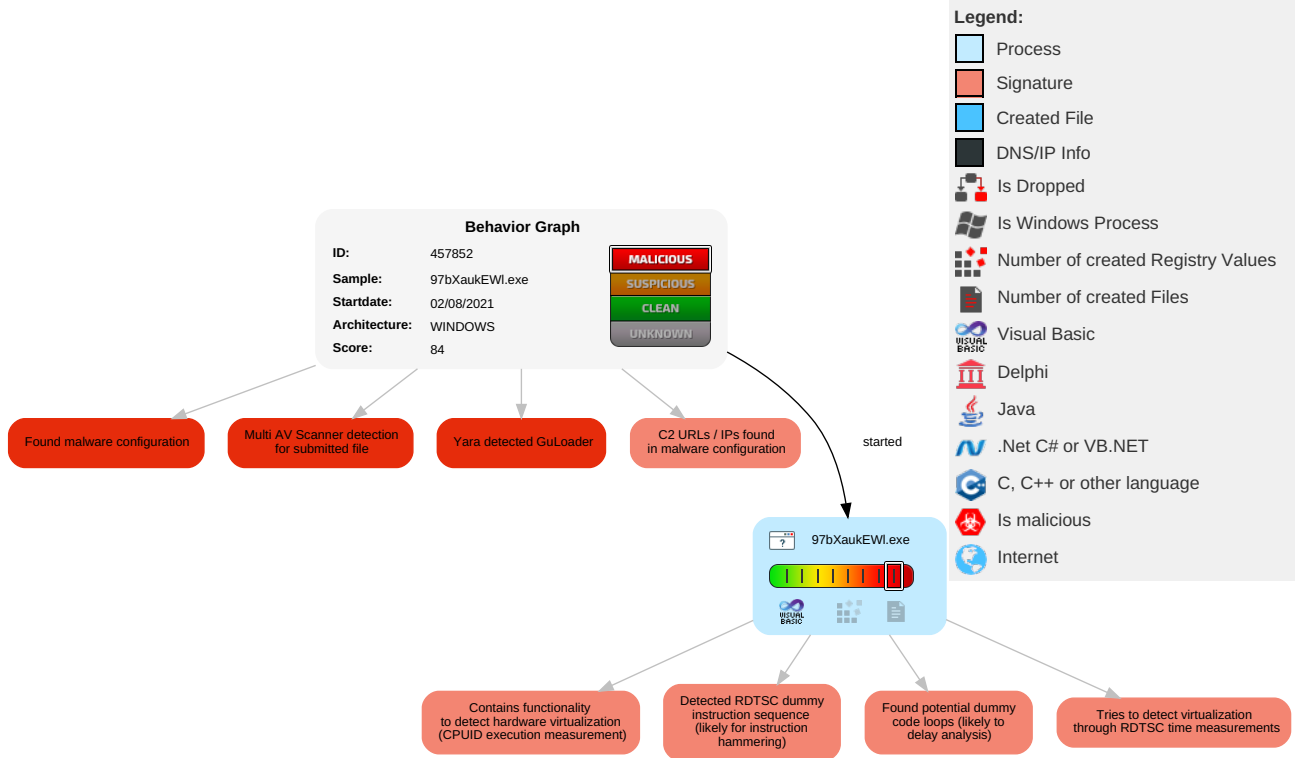 Legend:
Process
Signature
Created File
DNS/IP Info
Is Dropped
Is Windows Process
Number of created Registry Values
Number of created Files
VISUAL
BASIC
Visual Basic
Delphi
Java
.Net C# or VB.NET
C, C++ or other language
Is malicious
Internet
Behavior Graph
ID: 457852
Sample: 97bXaukEWl.exe
Startdate: 02/08/2021
Architecture: WINDOWS
Score: 84
MALICIOUS
SUSPICIOUS
CLEAN
UNKNOWN
Found malware configuration
Multi AV Scanner detection
for submitted file
Yara detected GuLoader
C2 URLs / IPs found
in malware configuration
started
?
97bXaukEWl.exe
VISUAL
BASIC
Contains functionality
to detect hardware virtualization
(CPUID execution measurement)
Detected RDTSC dummy
instruction sequence
(likely for instruction
hammering)
Found potential dummy
code loops (likely to
delay analysis)
Tries to detect virtualization
through RDTSC time measurements